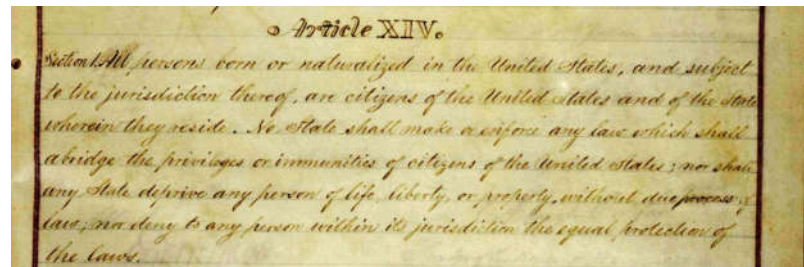 Article XIV.
Section 1. All persons born or naturalized in the United States, and subject
to the jurisdiction thereof, are citizens of the United States and of the State
wherein they reside. No State shall make or enforce any law which shall
abridge the privileges or immunities of citizens of the United States; nor shall
any State deprive any person of life, liberty, or property, without due process of
law; nor deny to any person within its jurisdiction the equal protection of
the laws.